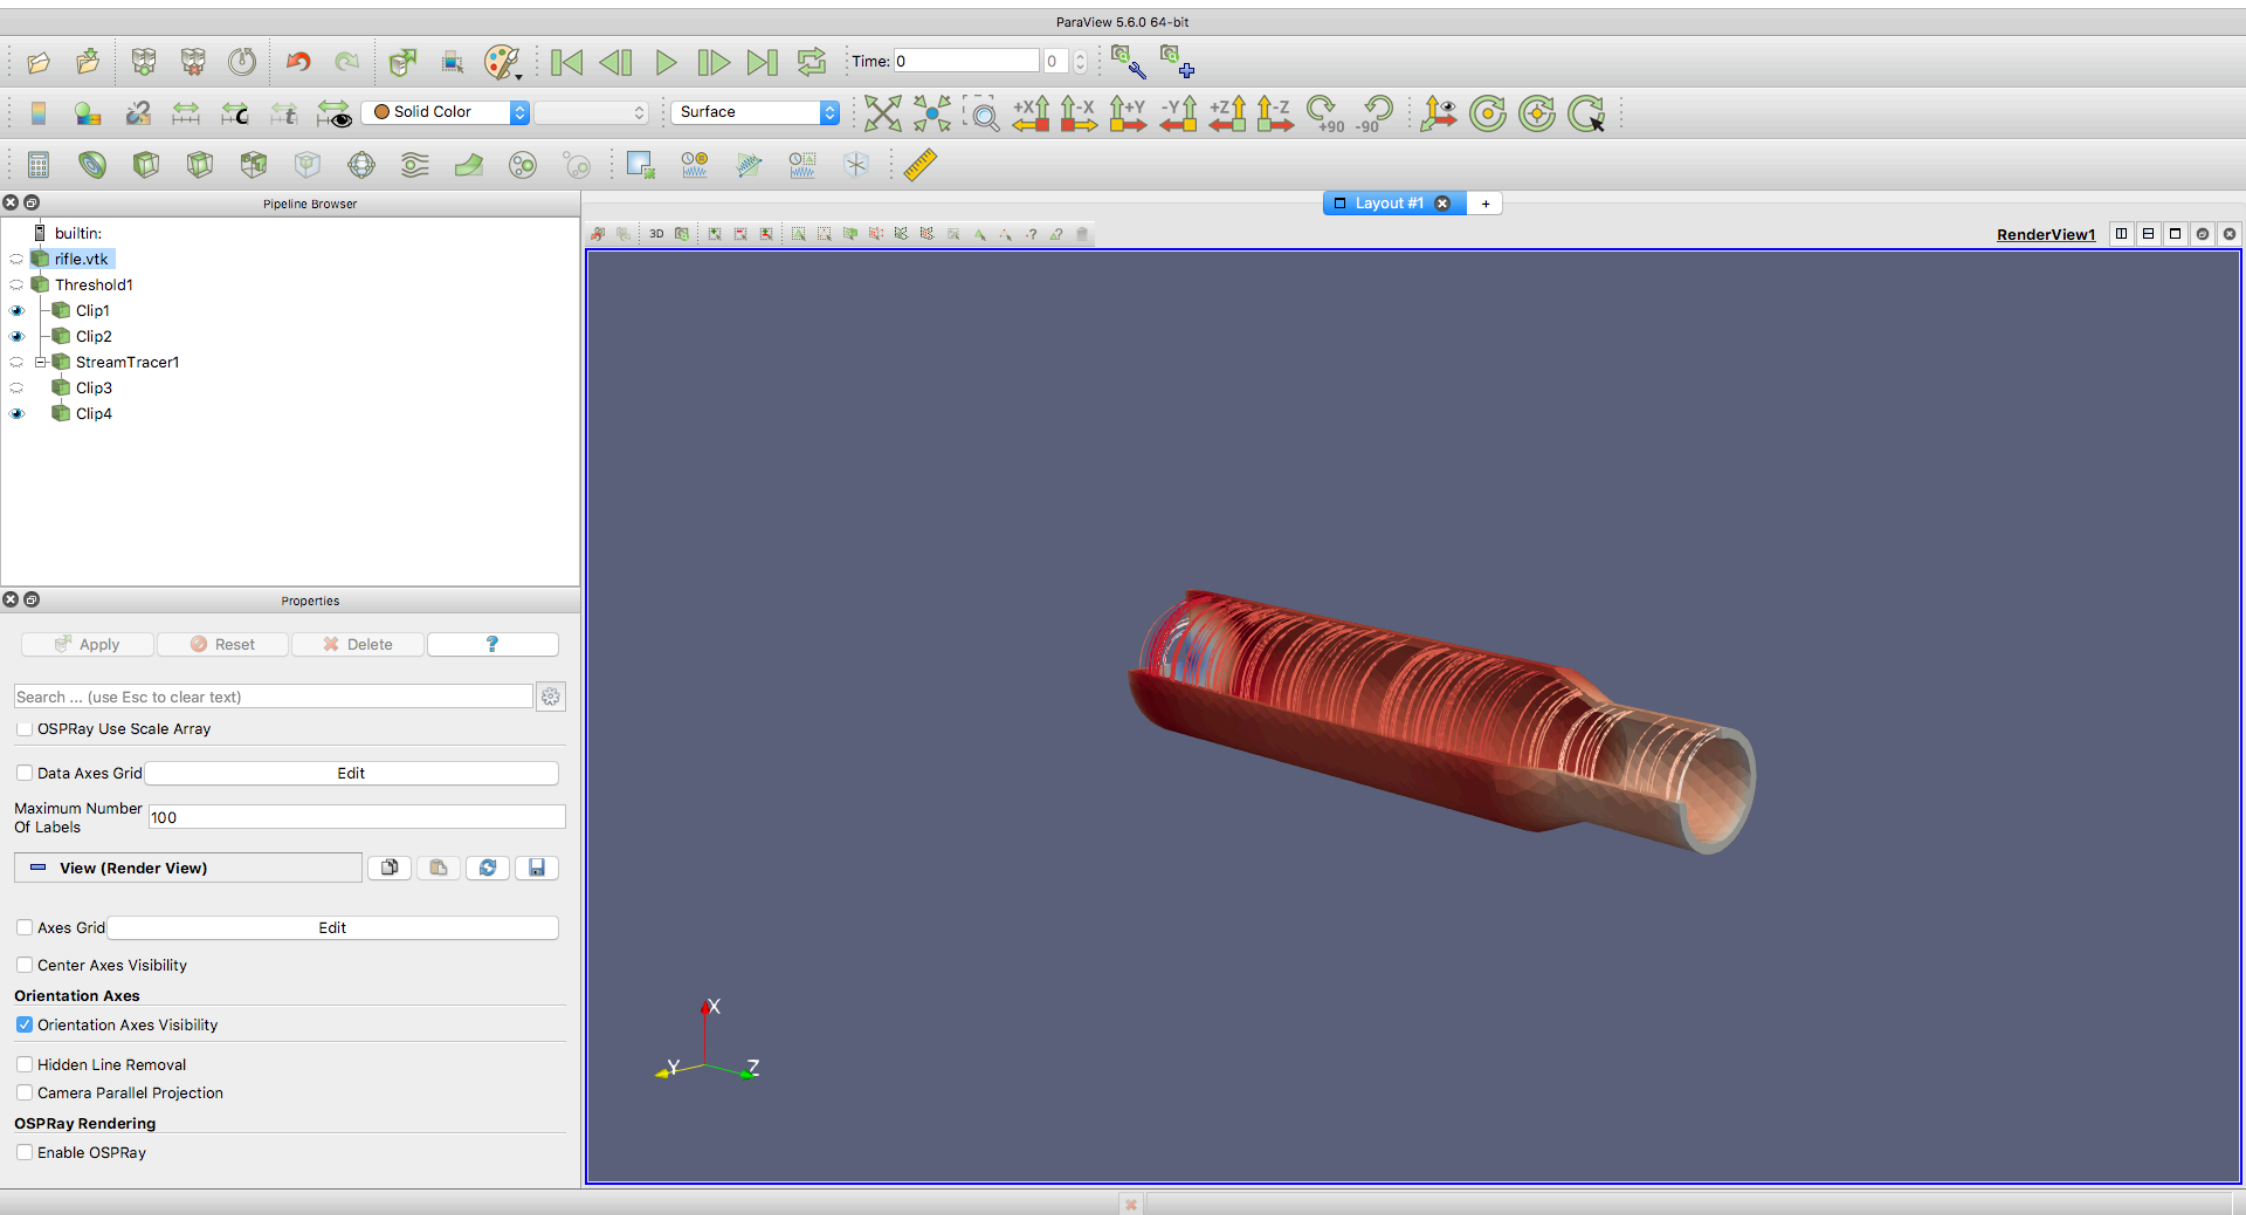 ParaView 5.6.0 64-bit
Time: 0
0
Solid Color
Surface
+X
-X
+Y
-Y
+Z
-Z
+90
-90
Pipeline Browser
Layout #1
+
builtin:
3D
RenderView1
rifle.vtk
Threshold1
Clip1
Clip2
StreamTracer1
Clip3
Clip4
Properties
Apply
Reset
Delete
?
Search ... (use Esc to clear text)
OSPRay Use Scale Array
Data Axes Grid
Edit
Maximum Number
Of Labels
100
View (Render View)
Axes Grid
Edit
Center Axes Visibility
Orientation Axes
Orientation Axes Visibility
Hidden Line Removal
Camera Parallel Projection
OSPRay Rendering
Enable OSPRay
X
Y
Z